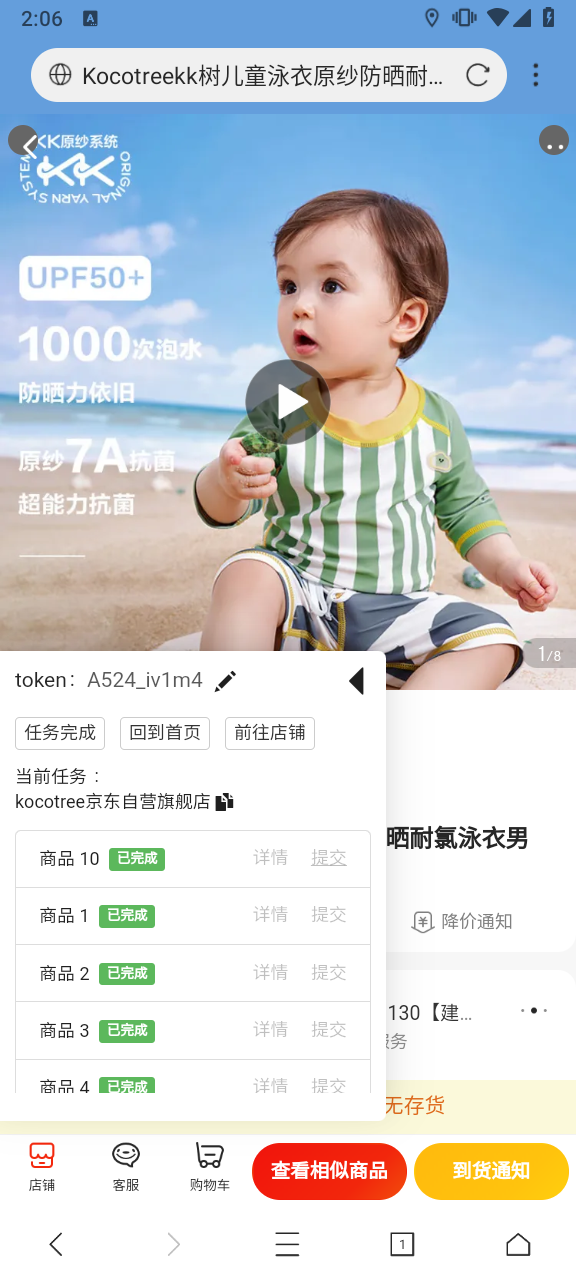 2:06
A
Kocotreekk树儿童泳衣原纱防晒耐...
KK原纱系统
ORIGINAL YARN SYSTEM
UPF50+
1000次泡水
防晒力依旧
原纱7A抗菌
超能力抗菌
1/8
token: A524_iv1m4
任务完成 回到首页 前往店铺
当前任务：
kocotree京东自营旗舰店
晒耐氯泳衣男
商品 10 已完成 详情 提交
商品 1 已完成 详情 提交
降价通知
商品 2 已完成 详情 提交
130【建...
商品 3 已完成 详情 提交
服务
商品 4 已完成 详情 提交
无存货
店铺 客服 购物车 查看相似商品 到货通知
1